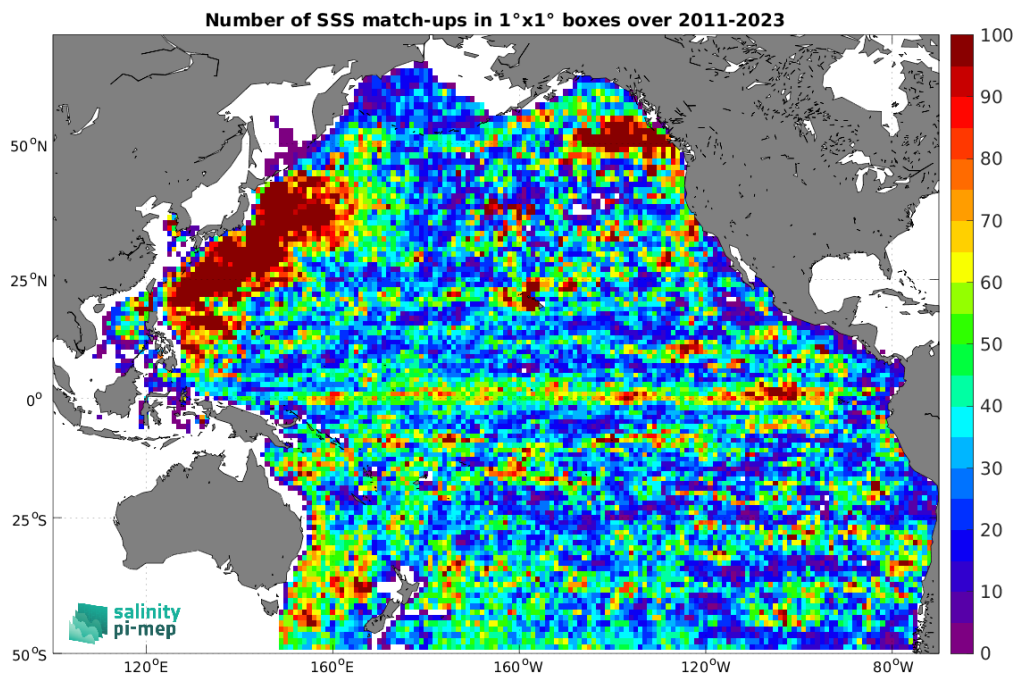 Number of SSS match-ups in 1°x1° boxes over 2011-2023
50°N
25°N
0°
25°S
50°S
120°E
160°E
160°W
120°W
80°W
100
90
80
70
60
50
40
30
20
10
0
salinity
pi-mep